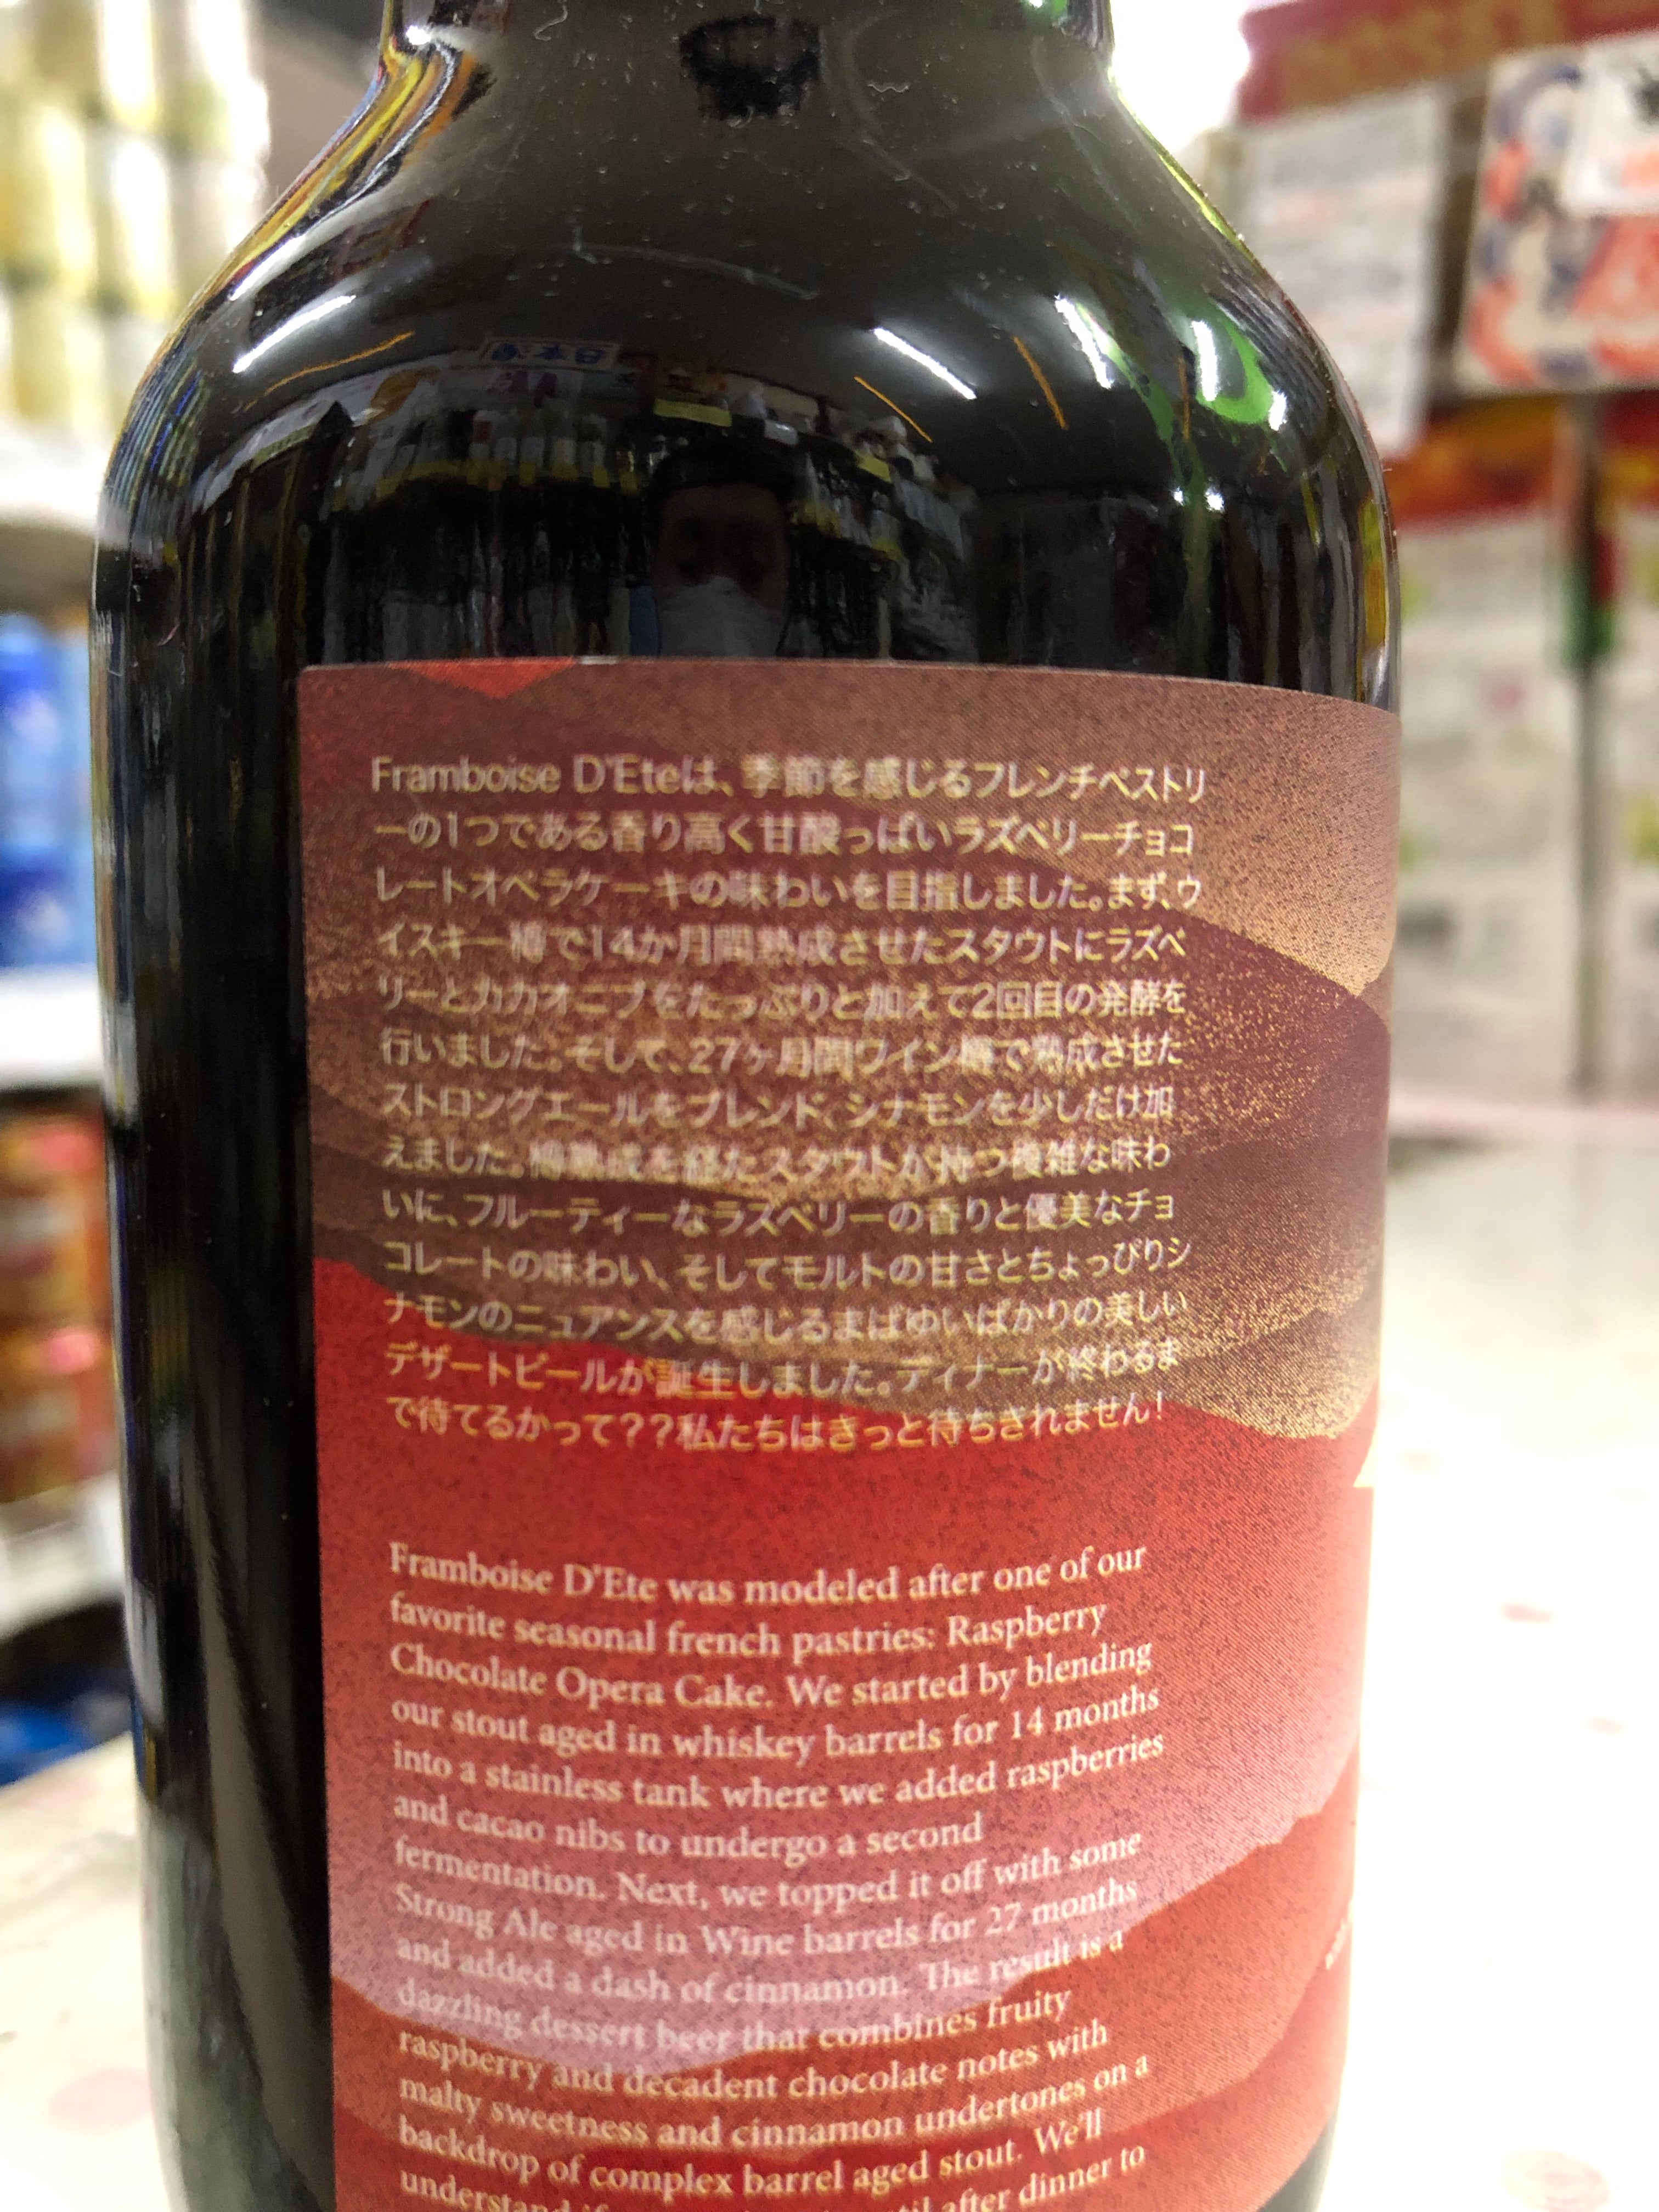 Framboise D'Eteは、季節を感じるフレンチペストリ
ーの1つである香り高く甘酸っぱいラズベリーチョコ
レートオペラケーキの味わいを目指しました。まず、ウ
イスキー樽で14か月間熟成させたスタウトにラズベ
リーとカカオニブをたっぷりと加えて2回目の発酵を
行いました。そして、27ヶ月間ワイン樽で熟成させた
ストロングエールをブレンド、シナモンを少しだけ加
えました。樽熟成を経たスタウトが持つ複雑な味わ
いに、フルーティーなラズベリーの香りと優美なチョ
コレートの味わい、そしてモルトの甘さとちょっぴりシ
ナモンのニュアンスを感じるまばゆいばかりの美しい
デザートビールが誕生しました。ディナーが終わるま
で待てるかって??私たちはきっと待ちきれません!
Framboise D'Ete was modeled after one of our
favorite seasonal french pastries: Raspberry
Chocolate Opera Cake. We started by blending
our stout aged in whiskey barrels for 14 months
into a stainless tank where we added raspberries
and cacao nibs to undergo a second
fermentation. Next, we topped it off with some
Strong Ale aged in Wine barrels for 27 months
and added a dash of cinnamon. The result is a
dazzling dessert beer that combines fruity
raspberry and decadent chocolate notes with
malty sweetness and cinnamon undertones on a
backdrop of complex barrel aged stout. We'll
understand after dinner to